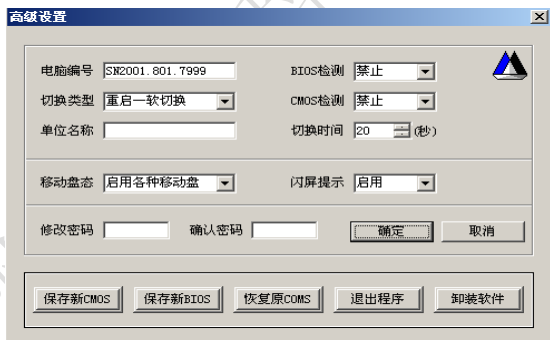 高级设置
电脑编号 SN2001.801.7999 BIOS检测 禁止
切换类型 重启一软切换 CMOS检测 禁止
单位名称 切换时间 20 (秒)
移动盘态 启用各种移动盘 闪屏提示 启用
修改密码 确认密码 确定 取消
保存新CMOS 保存新BIOS 恢复原COMS 退出程序 卸装软件